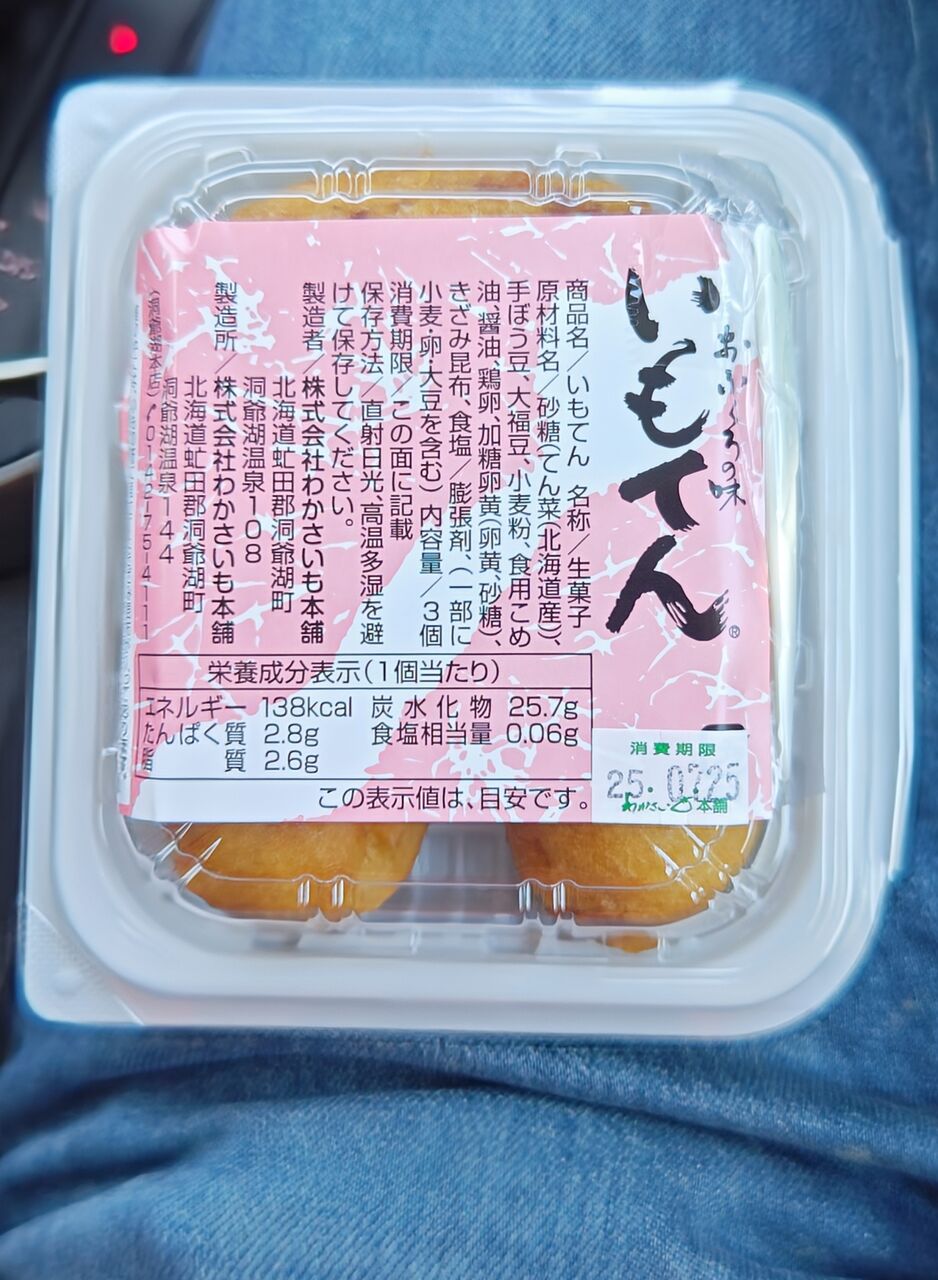 おふくろの味
いもてん®
商品名／いもてん 名称／生菓子
原材料名／砂糖(てん菜(北海道産))、
手ぼう豆、大福豆、小麦粉、食用こめ
油、醤油、鶏卵、加糖卵黄(卵黄、砂糖)、
きざみ昆布、食塩／膨張剤、(一部に
小麦・卵・大豆を含む) 内容量／３個
消費期限／この面に記載
保存方法／直射日光、高温多湿を避
けて保存してください。
製造者／株式会社わかさいも本舗
北海道虻田郡洞爺湖町
洞爺湖温泉108
製造所／株式会社わかさいも本舗
北海道虻田郡洞爺湖町
洞爺湖温泉144
(洞爺湖本店) 0142-75-4111
栄養成分表示(1個当たり)
エネルギー 138kcal 炭水化物 25.7g
たんぱく質 2.8g 食塩相当量 0.06g
脂質 2.6g
この表示値は、目安です。
消費期限
25.07.25
わかさいも本舗